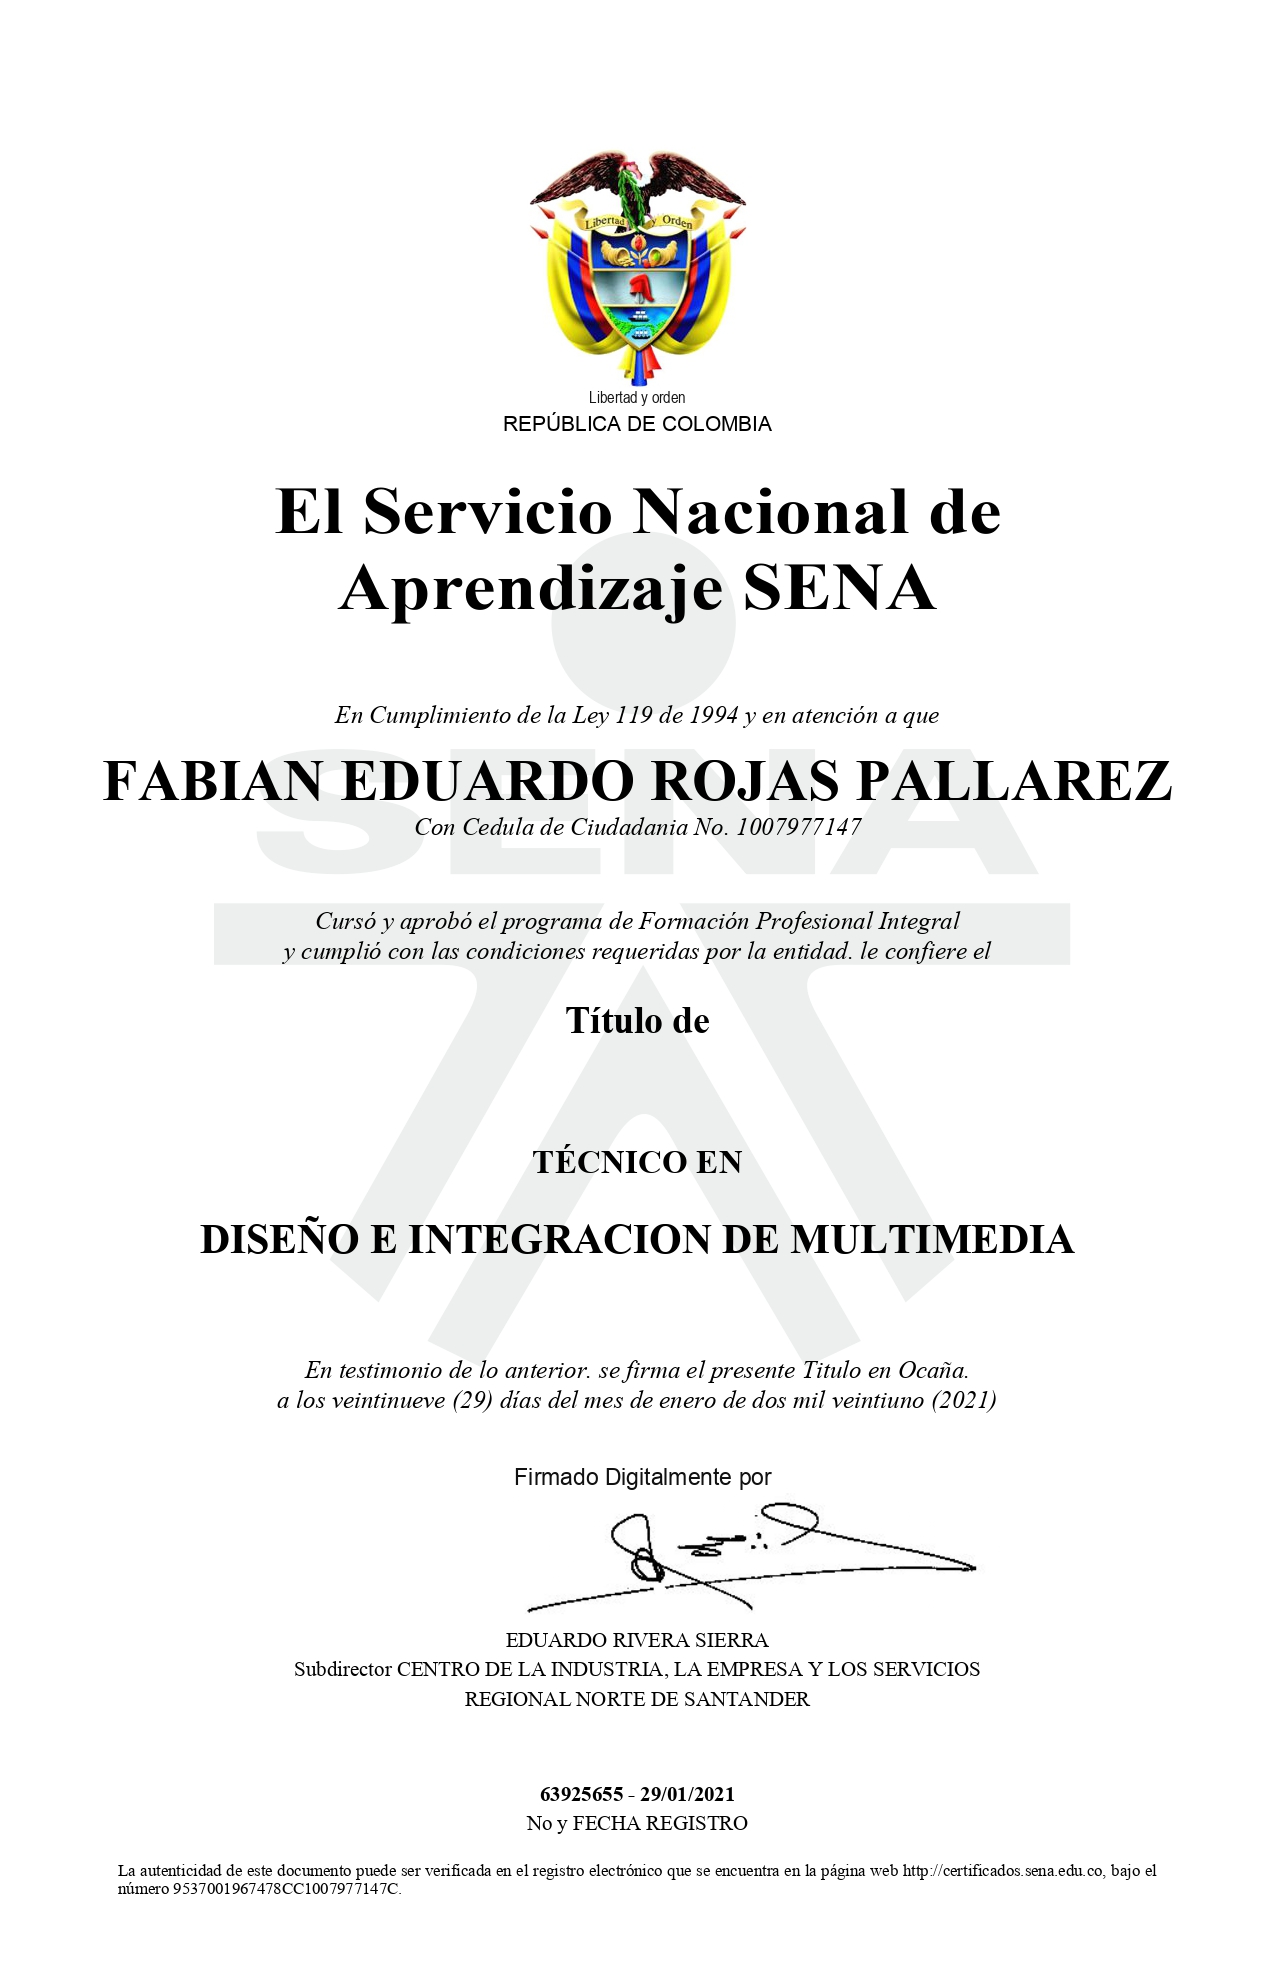 Libertad y Orden
Libertad y orden
REPÚBLICA DE COLOMBIA
El Servicio Nacional de
Aprendizaje SENA
En Cumplimiento de la Ley 119 de 1994 y en atención a que
SENA
FABIAN EDUARDO ROJAS PALLAREZ
Con Cedula de Ciudadania No. 1007977147
Cursó y aprobó el programa de Formación Profesional Integral
y cumplió con las condiciones requeridas por la entidad. le confiere el
Título de
TÉCNICO EN
DISEÑO E INTEGRACION DE MULTIMEDIA
En testimonio de lo anterior. se firma el presente Titulo en Ocaña.
a los veintinueve (29) días del mes de enero de dos mil veintiuno (2021)
Firmado Digitalmente por
EDUARDO RIVERA SIERRA
Subdirector CENTRO DE LA INDUSTRIA, LA EMPRESA Y LOS SERVICIOS
REGIONAL NORTE DE SANTANDER
63925655 - 29/01/2021
No y FECHA REGISTRO
La autenticidad de este documento puede ser verificada en el registro electrónico que se encuentra en la página web http://certificados.sena.edu.co, bajo el
número 9537001967478CC1007977147C.